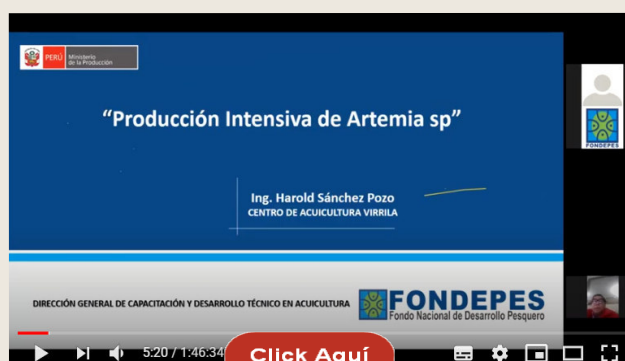 PERÚ
Ministerio
de la Producción
“Producción Intensiva de Artemia sp”
Ing. Harold Sánchez Pozo
CENTRO DE ACUICULTURA VIRRILA
FONDEPES
DIRECCIÓN GENERAL DE CAPACITACIÓN Y DESARROLLO TÉCNICO EN ACUICULTURA
FONDEPES
Fondo Nacional de Desarrollo Pesquero
5:20 / 1:46:34
Click Aquí